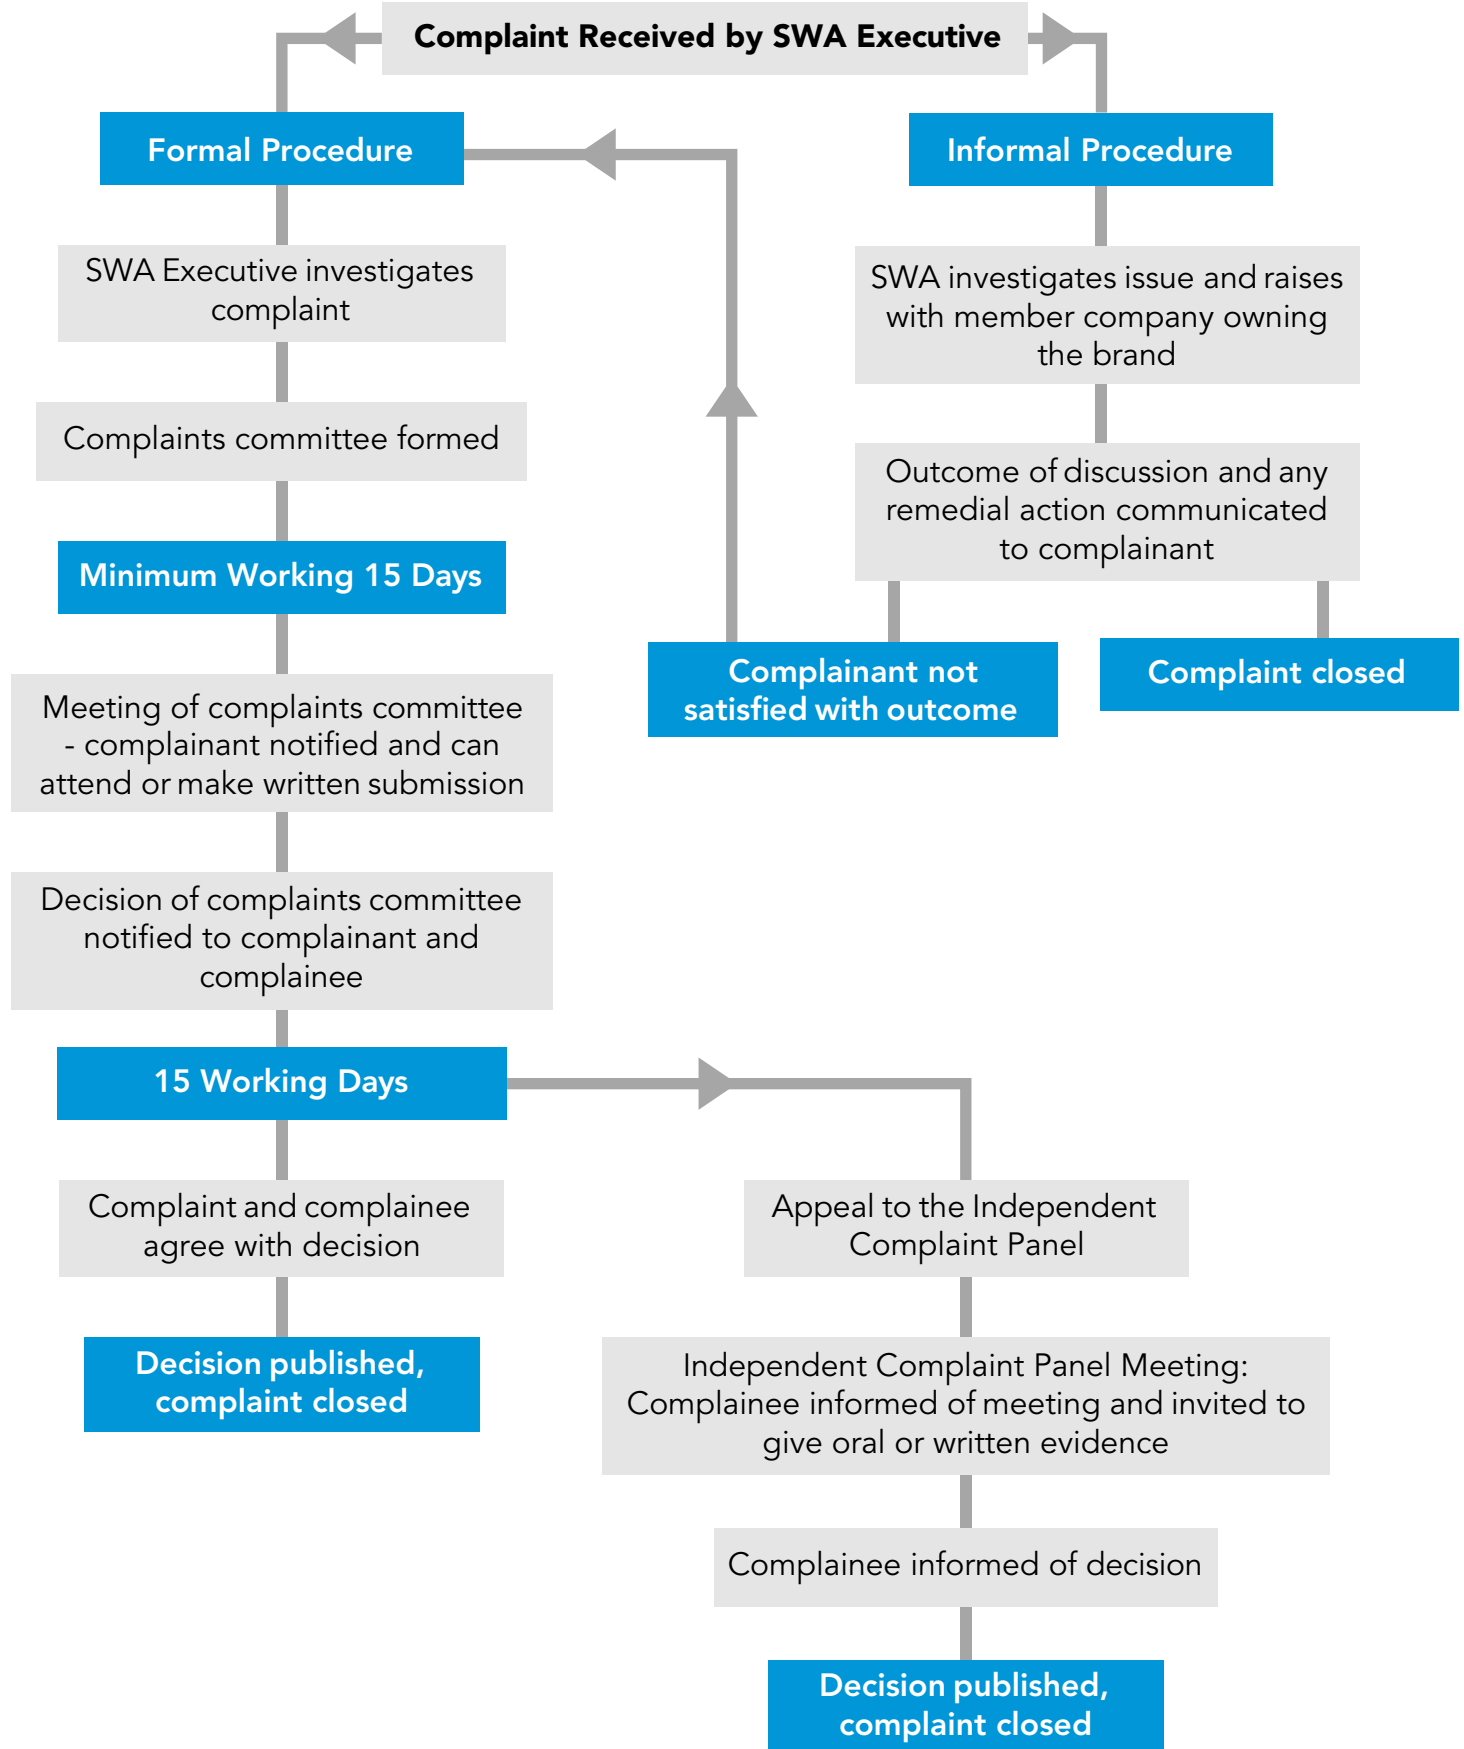 Complaint Received by SWA Executive
Formal Procedure
Informal Procedure
SWA Executive investigates
complaint
SWA investigates issue and raises
with member company owning
the brand
Complaints committee formed
Outcome of discussion and any
remedial action communicated
to complainant
Minimum Working 15 Days
Complainant not
satisfied with outcome
Complaint closed
Meeting of complaints committee
- complainant notified and can
attend or make written submission
Decision of complaints committee
notified to complainant and
complainee
15 Working Days
Complaint and complainee
agree with decision
Appeal to the Independent
Complaint Panel
Decision published,
complaint closed
Independent Complaint Panel Meeting:
Complainee informed of meeting and invited to
give oral or written evidence
Complainee informed of decision
Decision published,
complaint closed